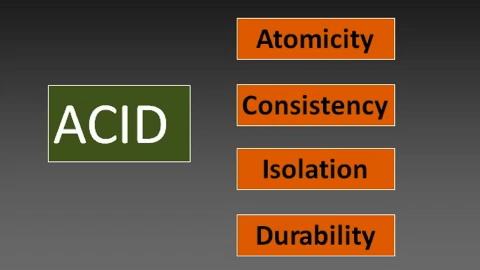 ACID
Atomicity
Consistency
Isolation
Durability